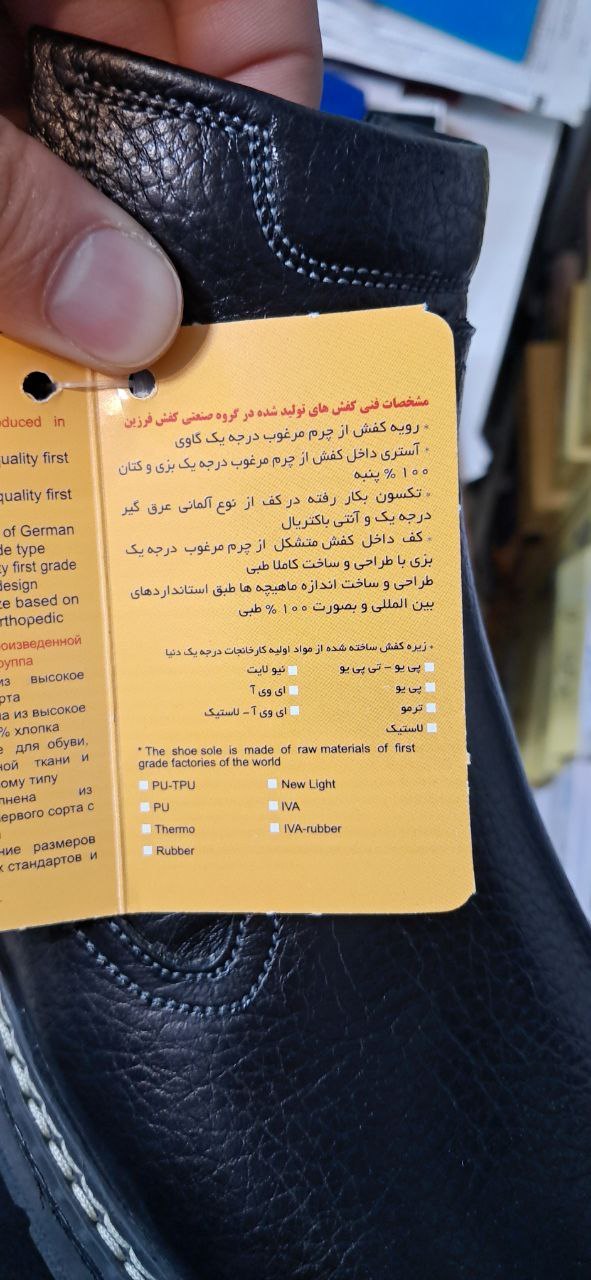 educed in
quality first
quality first
of German
de type
ty first grade
design
ze based on
orthopedic
роизведенной
руппа
из высокое
рта
на из высокое
% хлопка
е для обуви,
ной ткани и
ому типу
лнена из
ервого сорта с
ние размеров
х стандартов и
مشخصات فنی کفش های تولید شده در گروه صنعتی کفش فرزین
* رویه کفش از چرم مرغوب درجه یک گاوی
* آستری داخل کفش از چرم مرغوب درجه یک بزی و کتان
۱۰۰ % پنبه
* تکسون بکار رفته در کف از نوع آلمانی عرق گیر
درجه یک و آنتی باکتریال
* کف داخل کفش متشکل از چرم مرغوب درجه یک
بزی با طراحی و ساخت کاملا طبی
طراحی و ساخت اندازه ماهیچه ها طبق استانداردهای
بین المللی و بصورت ۱۰۰ % طبی
* زیره کفش ساخته شده از مواد اولیه کارخانجات درجه یک دنیا
پی یو - تی پی یو نیو لایت
پی یو ای وی آ
ترمو ای وی آ - لاستیک
لاستیک
* The shoe sole is made of raw materials of first
grade factories of the world
PU-TPU New Light
PU IVA
Thermo IVA-rubber
Rubber